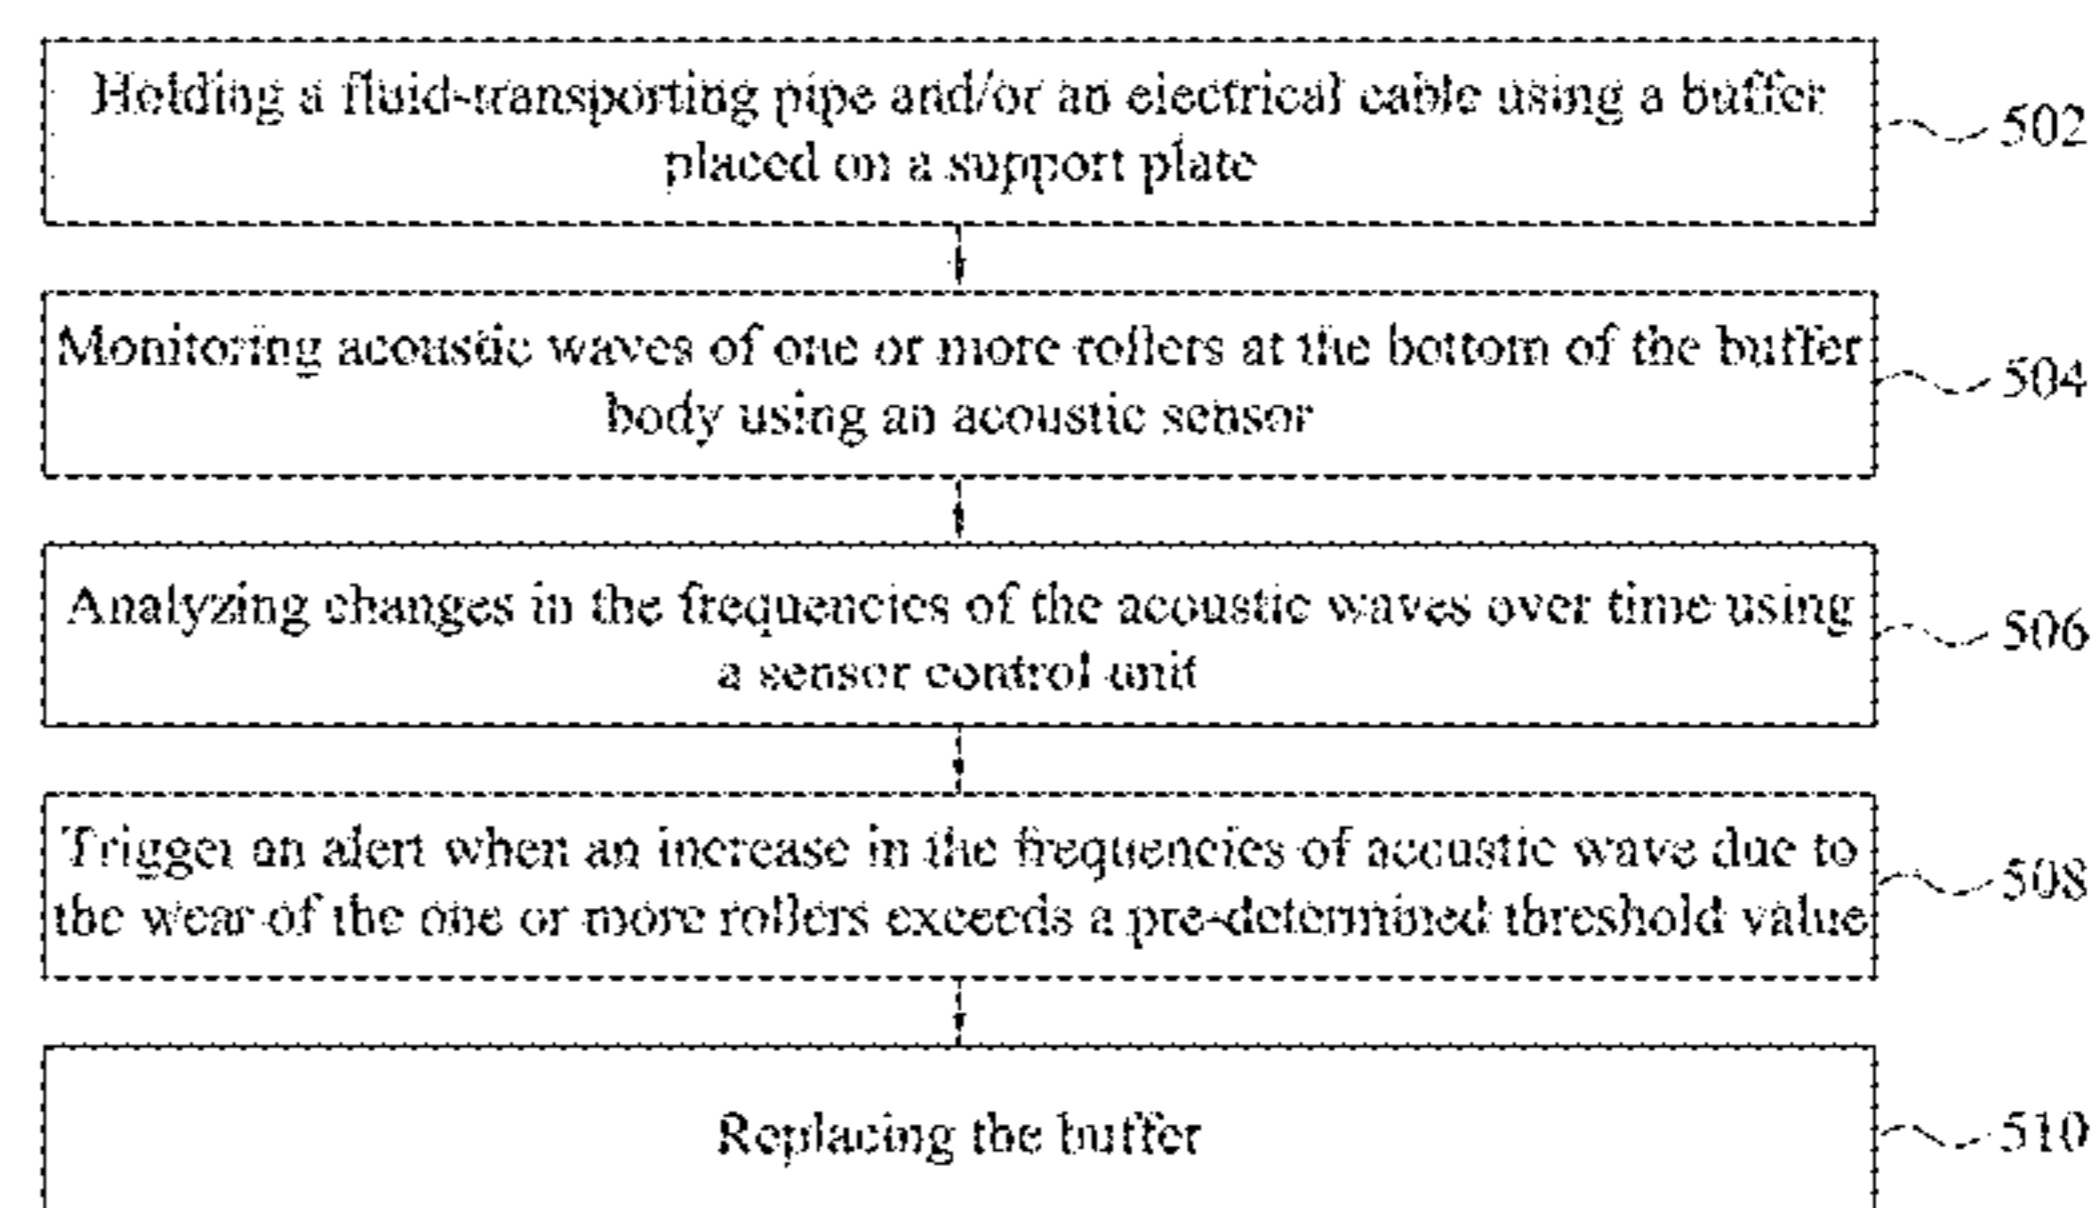 Holding a fluid-transporting pipe and/or an electrical cable using a buffer
placed on a support plate
502
Monitoring acoustic waves of one or more rollers at the bottom of the buffer
body using an acoustic sensor
504
Analyzing changes in the frequencies of the acoustic waves over time using
a sensor control unit
506
Trigger an alert when an increase in the frequencies of acoustic wave due to
the wear of the one or more rollers exceeds a pre-determined threshold value
508
Replacing the buffer
510